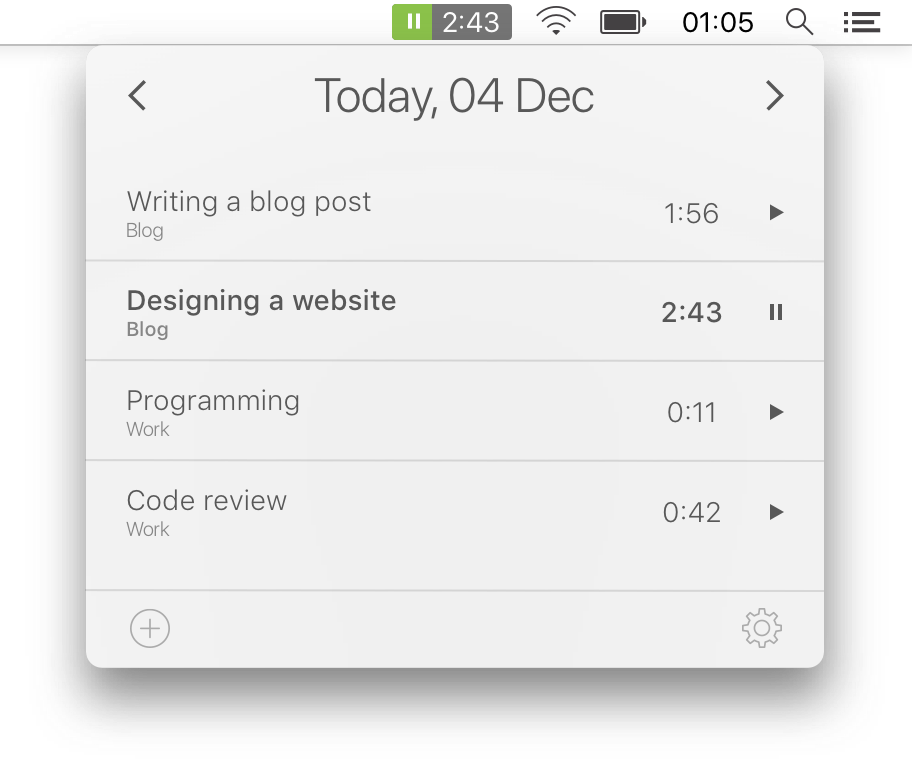 2:43 01:05
Today, 04 Dec
Writing a blog post 1:56
Blog
Designing a website 2:43
Blog
Programming 0:11
Work
Code review 0:42
Work